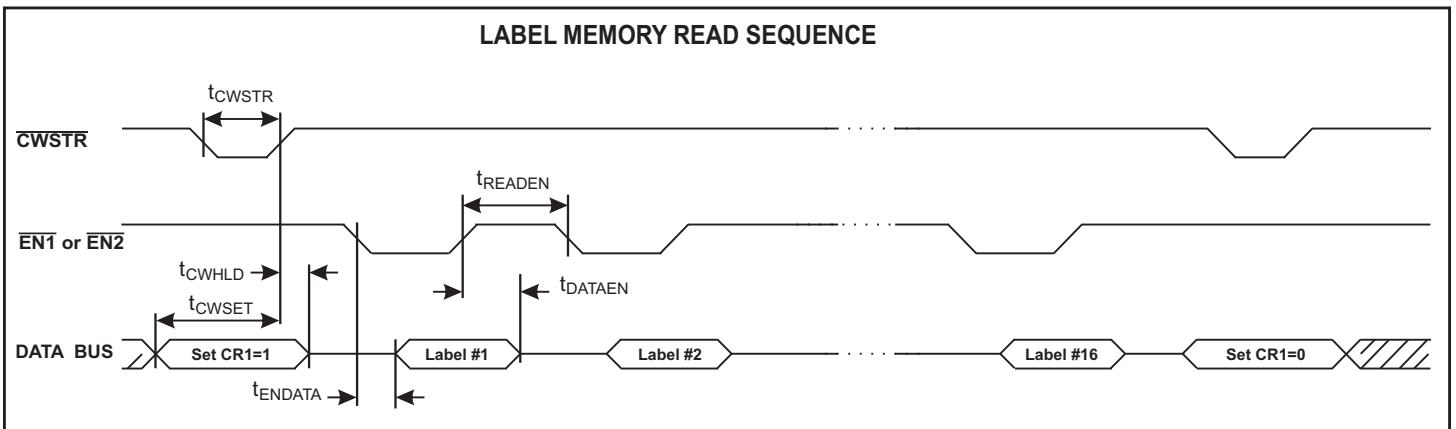 LABEL MEMORY READ SEQUENCE
tCWSTR
CWSTR
tREADEN
EN1 or EN2
tCWHLD
tDATAEN
tCWSET
DATA BUS Set CR1=1 Label #1 Label #2 Label #16 Set CR1=0
tENDATA